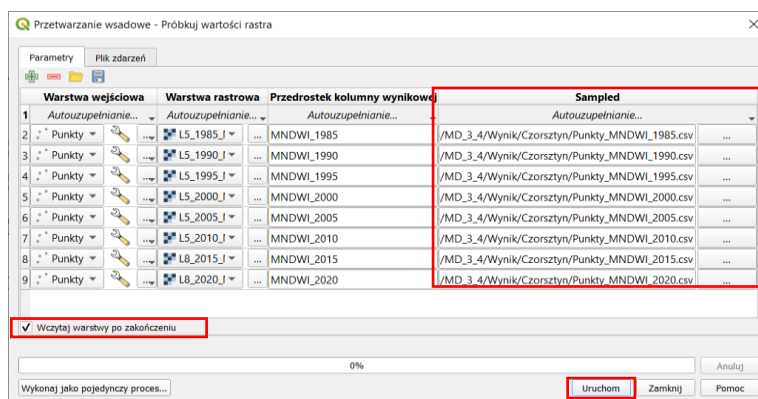 Przetwarzanie wsadowe - Próbkuj wartości rastra
Parametry Plik zdarzeń
Warstwa wejściowa Warstwa rastrowa Przedrostek kolumny wynikowej Sampled
1 Autouzupełnianie... Autouzupełnianie... Autouzupełnianie... Autouzupełnianie...
2 Punkty ... L5_1985_ ... MNDWI_1985 /MD_3_4/Wynik/Czorsztyn/Punkty_MNDWI_1985.csv ...
3 Punkty ... L5_1990_ ... MNDWI_1990 /MD_3_4/Wynik/Czorsztyn/Punkty_MNDWI_1990.csv ...
4 Punkty ... L5_1995_ ... MNDWI_1995 /MD_3_4/Wynik/Czorsztyn/Punkty_MNDWI_1995.csv ...
5 Punkty ... L5_2000_ ... MNDWI_2000 /MD_3_4/Wynik/Czorsztyn/Punkty_MNDWI_2000.csv ...
6 Punkty ... L5_2005_ ... MNDWI_2005 /MD_3_4/Wynik/Czorsztyn/Punkty_MNDWI_2005.csv ...
7 Punkty ... L5_2010_ ... MNDWI_2010 /MD_3_4/Wynik/Czorsztyn/Punkty_MNDWI_2010.csv ...
8 Punkty ... L8_2015_ ... MNDWI_2015 /MD_3_4/Wynik/Czorsztyn/Punkty_MNDWI_2015.csv ...
9 Punkty ... L8_2020_ ... MNDWI_2020 /MD_3_4/Wynik/Czorsztyn/Punkty_MNDWI_2020.csv ...
Wczytaj warstwy po zakończeniu
0% Anuluj
Wykonaj jako pojedynczy proces... Uruchom Zamknij Pomoc